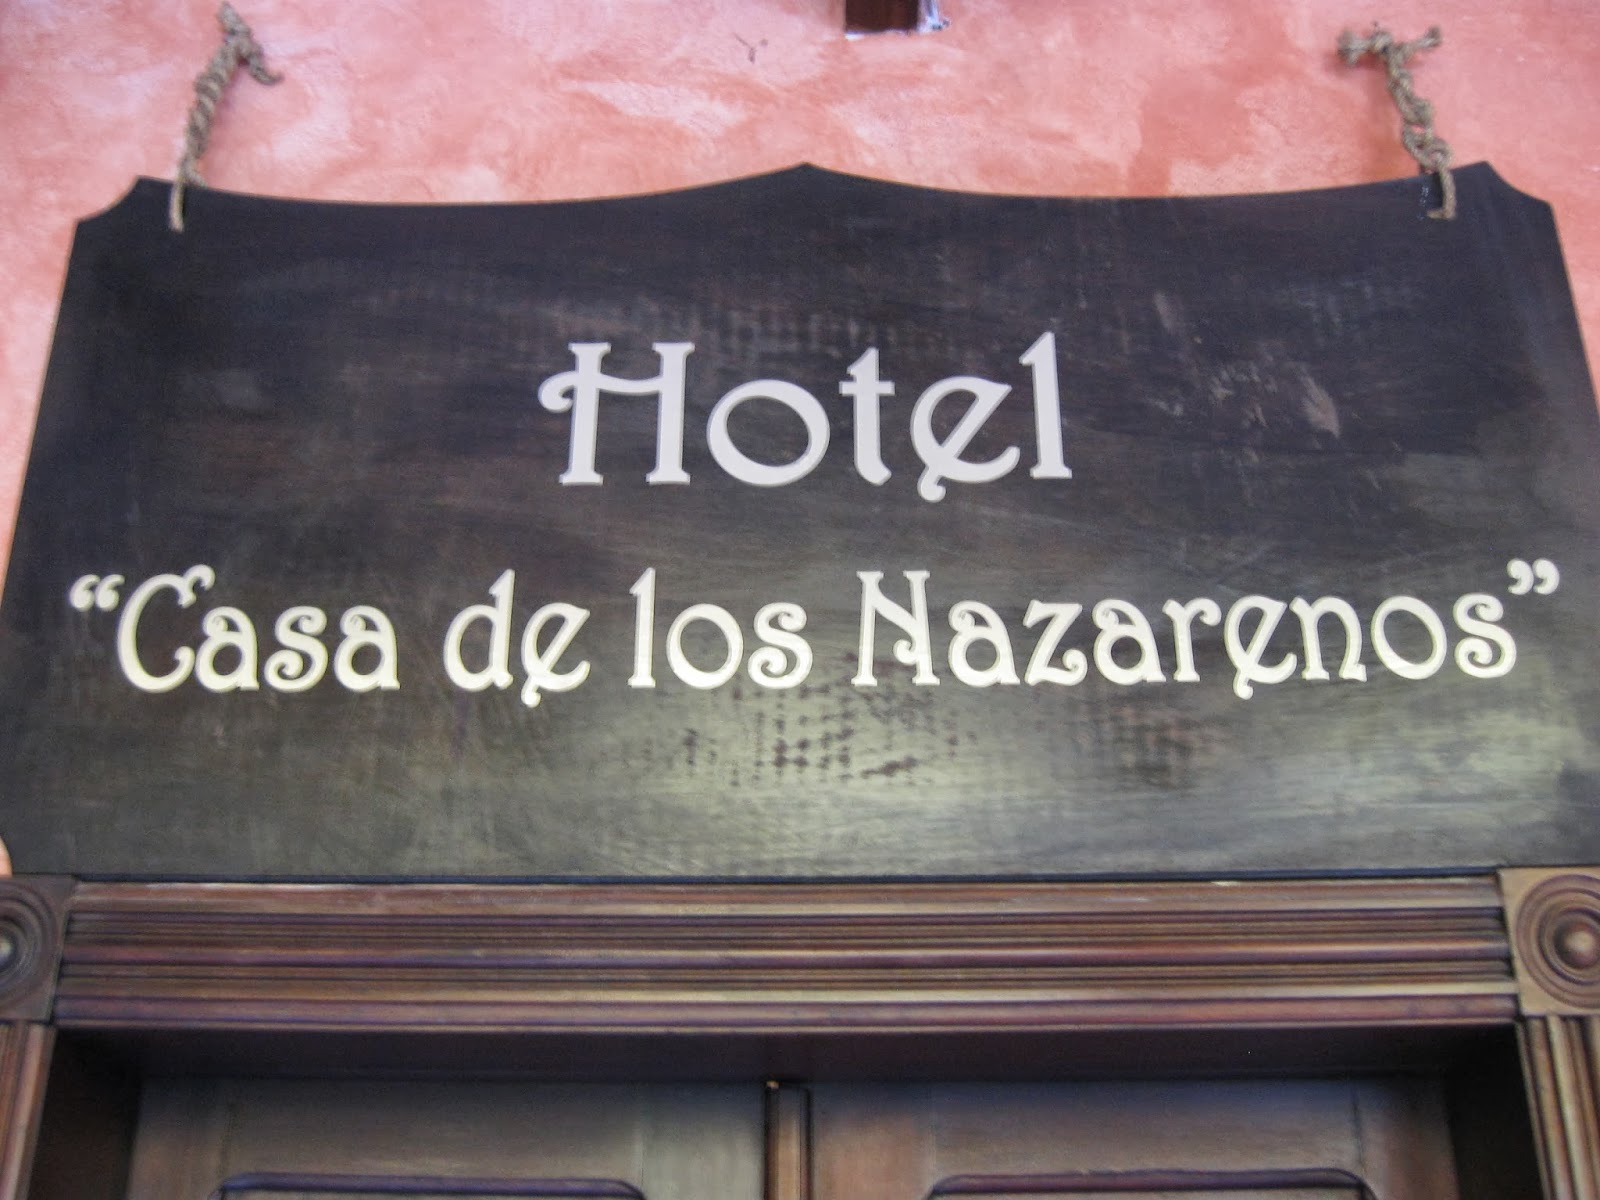 Hotel
“Casa de los Nazarenos”